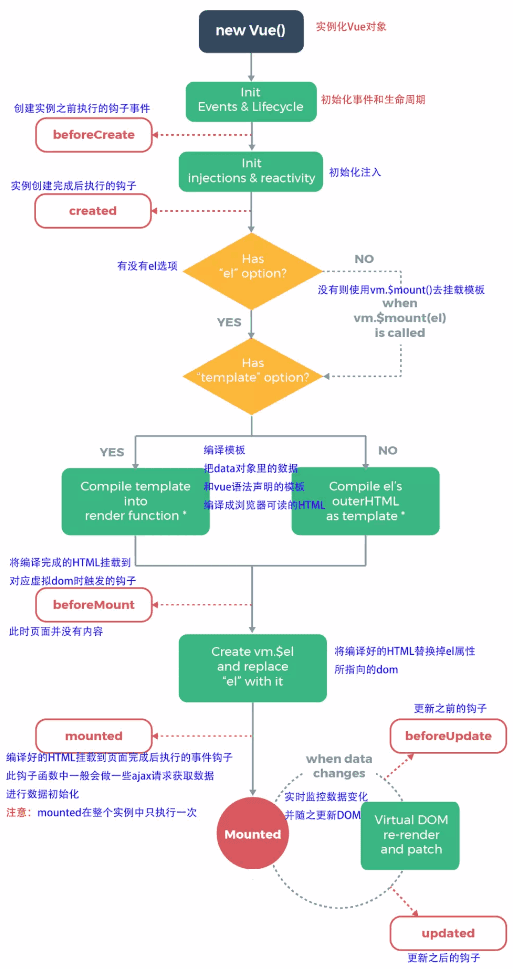 new Vue()
实例化Vue对象
Init
Events & Lifecycle
初始化事件和生命周期
创建实例之前执行的钩子事件
beforeCreate
Init
injections & reactivity
初始化注入
实例创建完成后执行的钩子
created
Has
"el" option?
有没有el选项
NO
没有则使用vm.$mount()去挂载模板
when
vm.$mount(el)
is called
YES
Has
"template" option?
YES
NO
编译模板
把data对象里的数据
和vue语法声明的模板
编译成浏览器可读的HTML
Compile template
into
render function *
Compile el's
outerHTML
as template *
将编译完成的HTML挂载到
对应虚拟dom时触发的钩子
beforeMount
此时页面并没有内容
Create vm.$el
and replace
"el" with it
将编译好的HTML替换掉el属性
所指向的dom
mounted
编译好的HTML挂载到页面完成后执行的事件钩子
此钩子函数中一般会做一些ajax请求获取数据
进行数据初始化
注意：mounted在整个实例中只执行一次
更新之前的钩子
beforeUpdate
when data
changes
实时监控数据变化
并随之更新DOM
Mounted
Virtual DOM
re-render
and patch
updated
更新之后的钩子